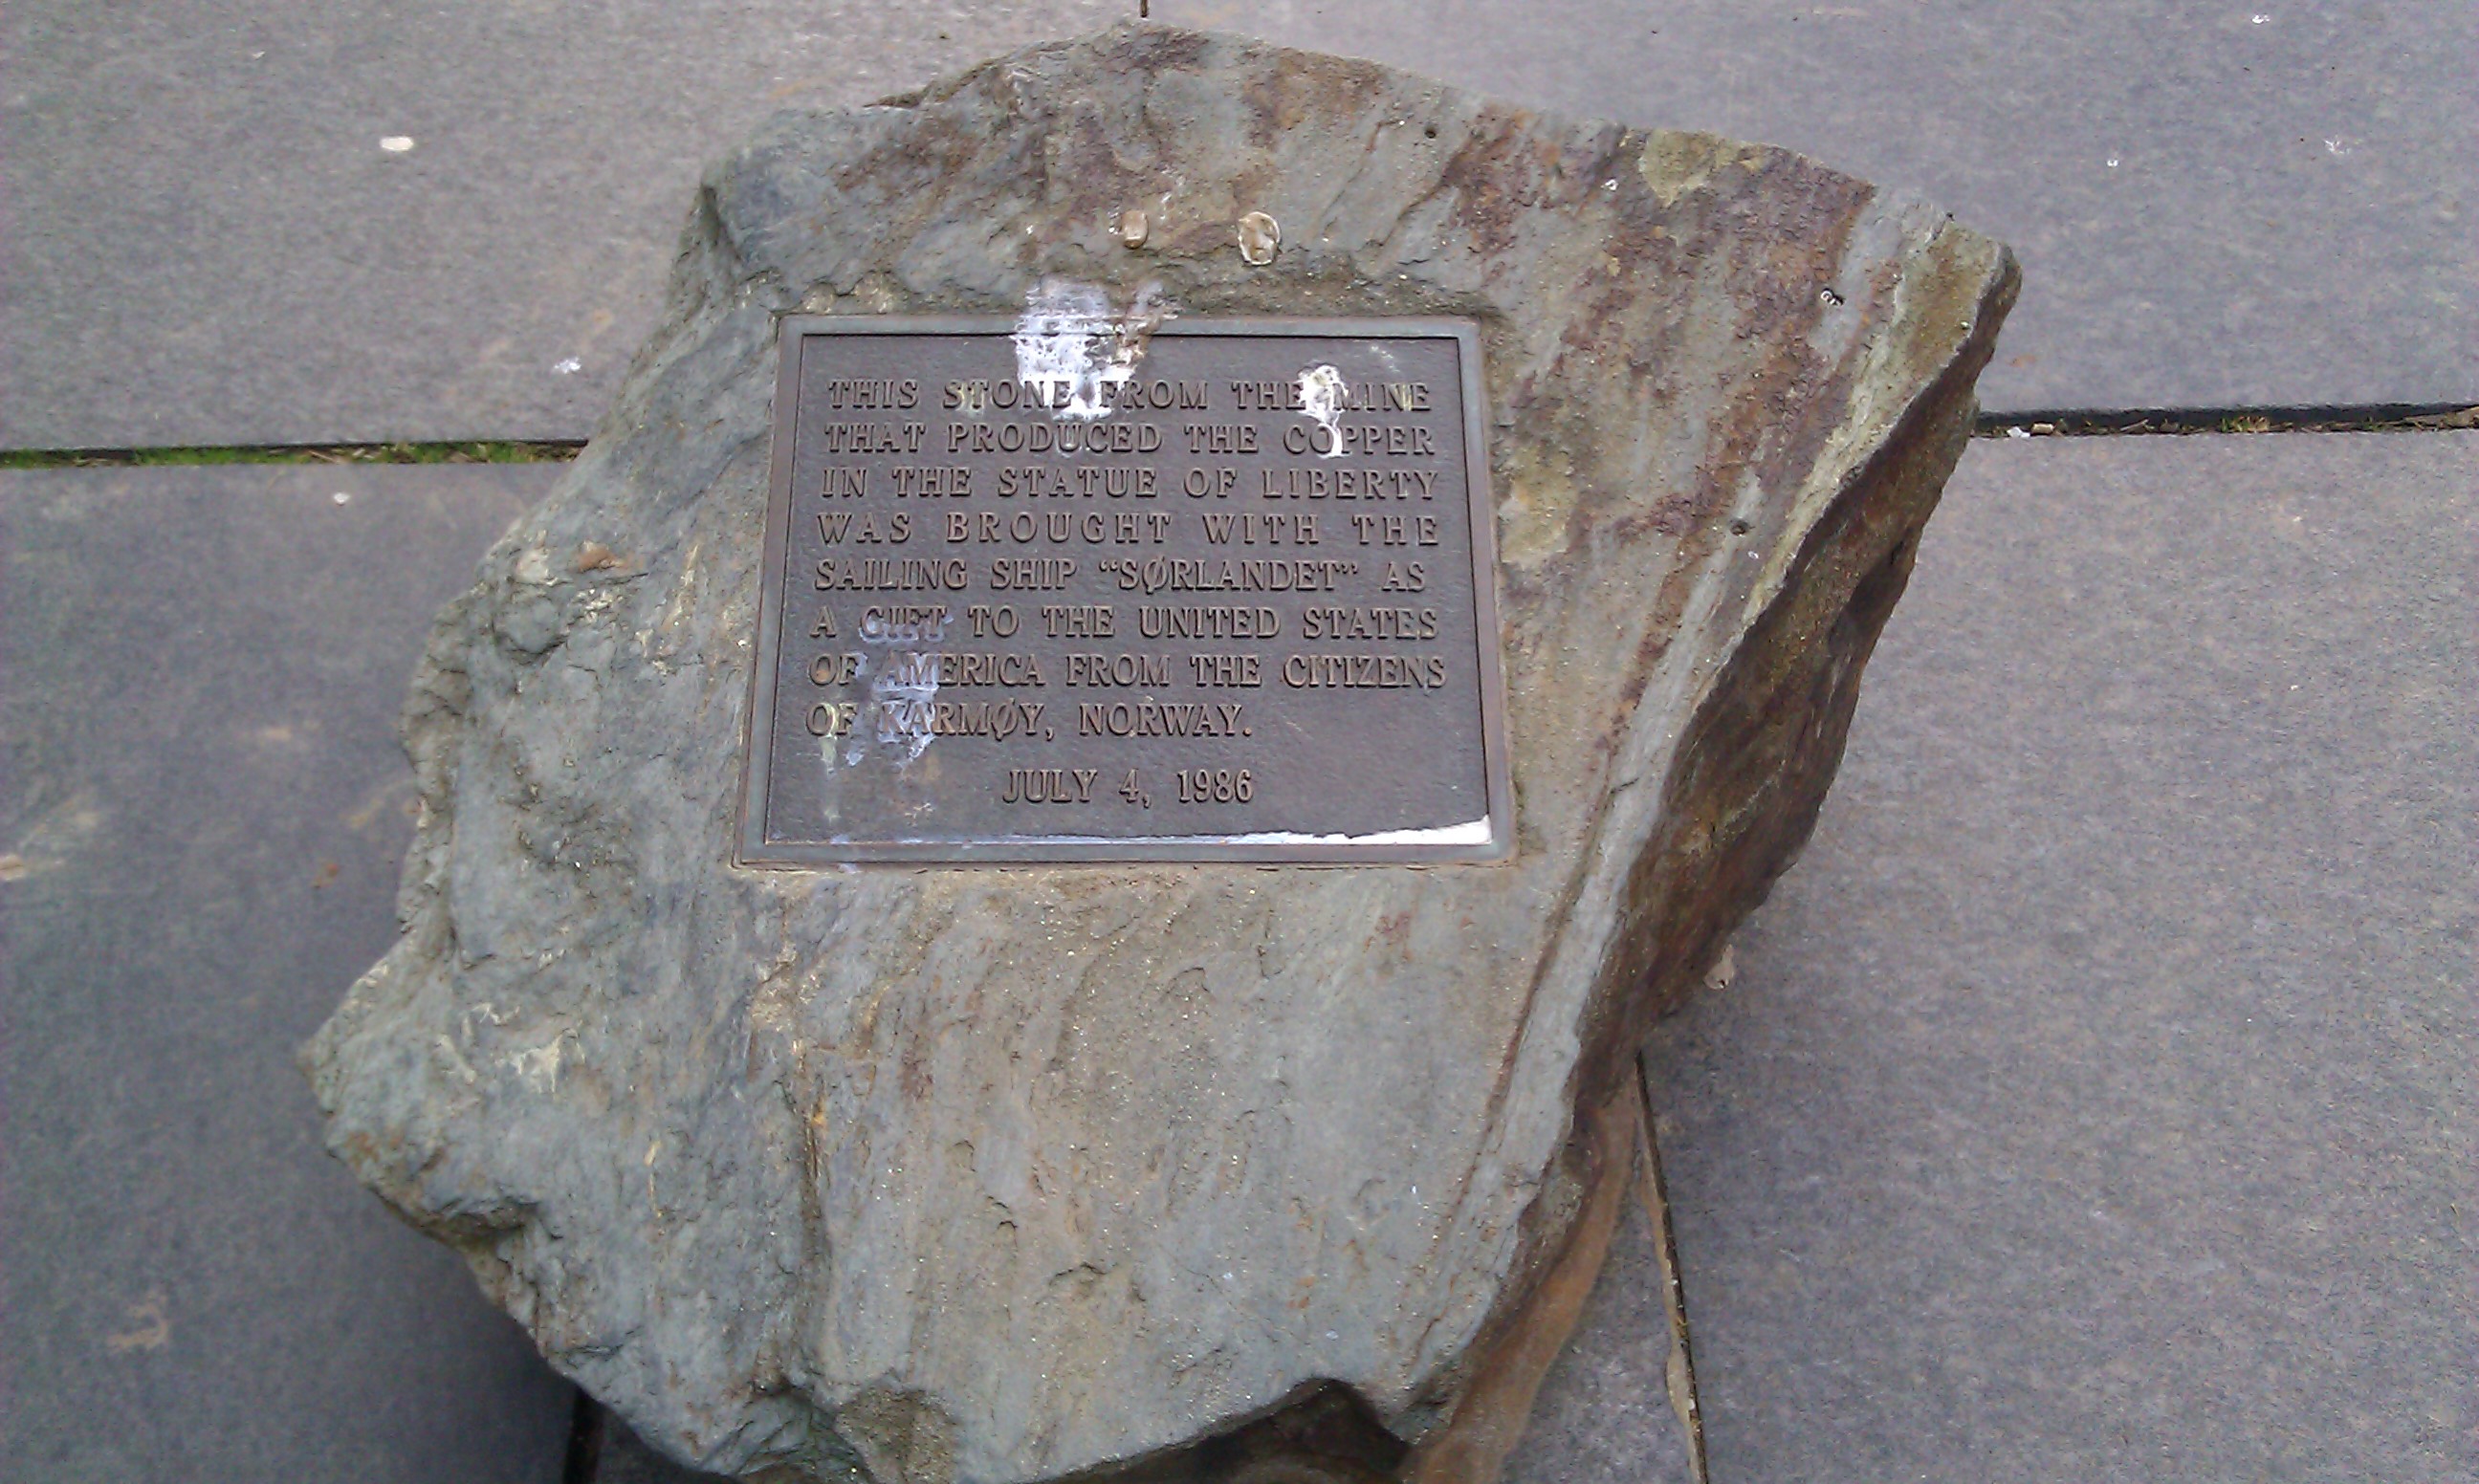 THIS STONE FROM THE MINE
THAT PRODUCED THE COPPER
IN THE STATUE OF LIBERTY
WAS BROUGHT WITH THE
SAILING SHIP “SØRLANDET” AS
A GIFT TO THE UNITED STATES
OF AMERICA FROM THE CITIZENS
OF KARMØY, NORWAY.
JULY 4, 1986